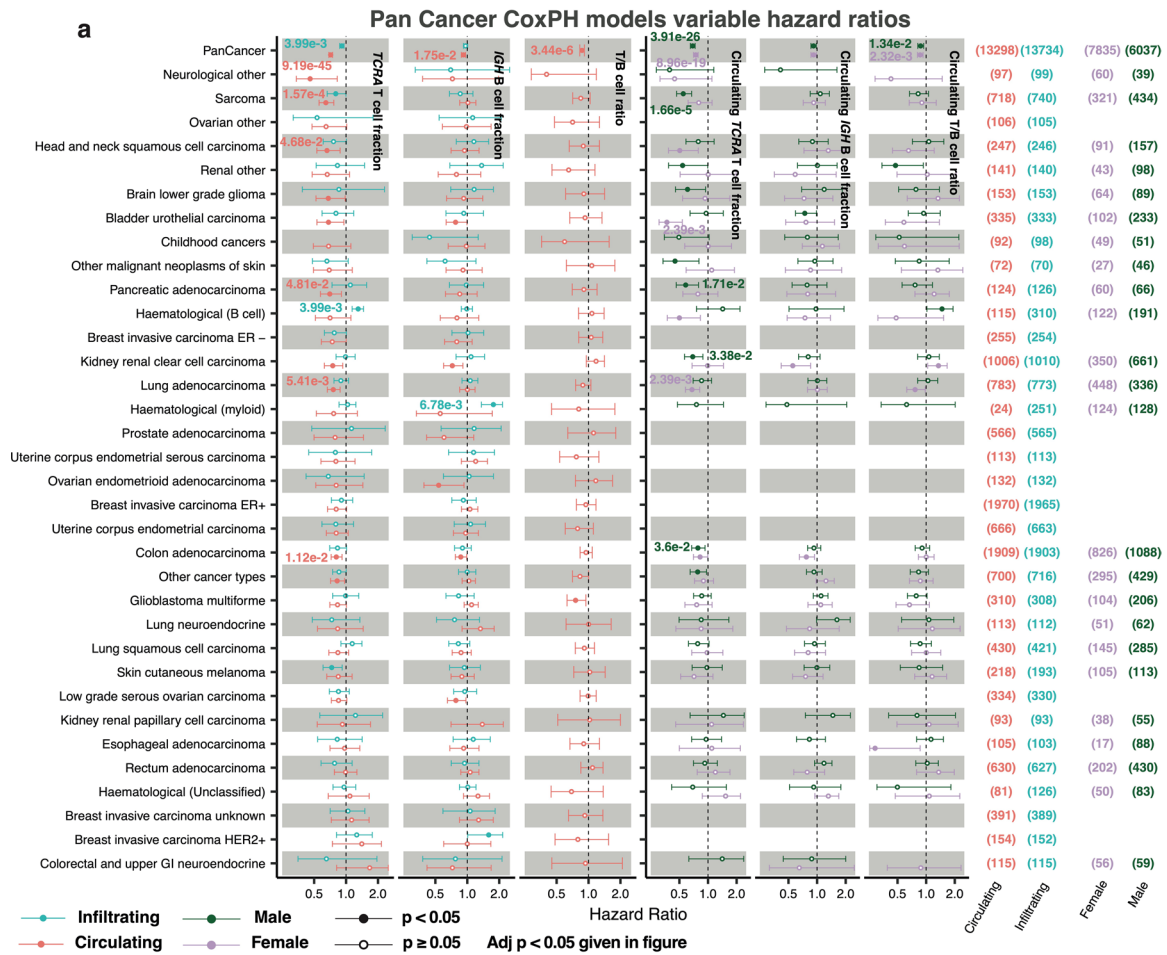 a
Pan Cancer CoxPH models variable hazard ratios
TCRA T cell fraction
IGH B cell fraction
T/B cell ratio
Circulating TCRA T cell fraction
Circulating IGH B cell fraction
Circulating T/B cell ratio
PanCancer 3.99e-3 9.19e-45 1.75e-2 3.44e-6 3.91e-26 8.96e-19 1.34e-2 2.32e-3 (13298) (13734) (7835) (6037)
Neurological other (97) (99) (60) (39)
Sarcoma 1.57e-4 1.66e-5 (718) (740) (321) (434)
Ovarian other (106) (105)
Head and neck squamous cell carcinoma 4.68e-2 (247) (246) (91) (157)
Renal other (141) (140) (43) (98)
Brain lower grade glioma (153) (153) (64) (89)
Bladder urothelial carcinoma 2.39e-3 (335) (333) (102) (233)
Childhood cancers (92) (98) (49) (51)
Other malignant neoplasms of skin (72) (70) (27) (46)
Pancreatic adenocarcinoma 4.81e-2 1.71e-2 (124) (126) (60) (66)
Haematological (B cell) 3.99e-3 (115) (310) (122) (191)
Breast invasive carcinoma ER − (255) (254)
Kidney renal clear cell carcinoma 3.38e-2 (1006) (1010) (350) (661)
Lung adenocarcinoma 5.41e-3 2.39e-3 (783) (773) (448) (336)
Haematological (myloid) 6.78e-3 (24) (251) (124) (128)
Prostate adenocarcinoma (566) (565)
Uterine corpus endometrial serous carcinoma (113) (113)
Ovarian endometrioid adenocarcinoma (132) (132)
Breast invasive carcinoma ER+ (1970) (1965)
Uterine corpus endometrial carcinoma (666) (663)
Colon adenocarcinoma 1.12e-2 3.6e-2 (1909) (1903) (826) (1088)
Other cancer types (700) (716) (295) (429)
Glioblastoma multiforme (310) (308) (104) (206)
Lung neuroendocrine (113) (112) (51) (62)
Lung squamous cell carcinoma (430) (421) (145) (285)
Skin cutaneous melanoma (218) (193) (105) (113)
Low grade serous ovarian carcinoma (334) (330)
Kidney renal papillary cell carcinoma (93) (93) (38) (55)
Esophageal adenocarcinoma (105) (103) (17) (88)
Rectum adenocarcinoma (630) (627) (202) (430)
Haematological (Unclassified) (81) (126) (50) (83)
Breast invasive carcinoma unknown (391) (389)
Breast invasive carcinoma HER2+ (154) (152)
Colorectal and upper GI neuroendocrine (115) (115) (56) (59)
0.5 1.0 2.0 0.5 1.0 2.0 0.5 1.0 2.0 0.5 1.0 2.0 0.5 1.0 2.0 0.5 1.0 2.0
Hazard Ratio
Circulating Infiltrating Female Male
Infiltrating Male p < 0.05
Circulating Female p ≥ 0.05 Adj p < 0.05 given in figure